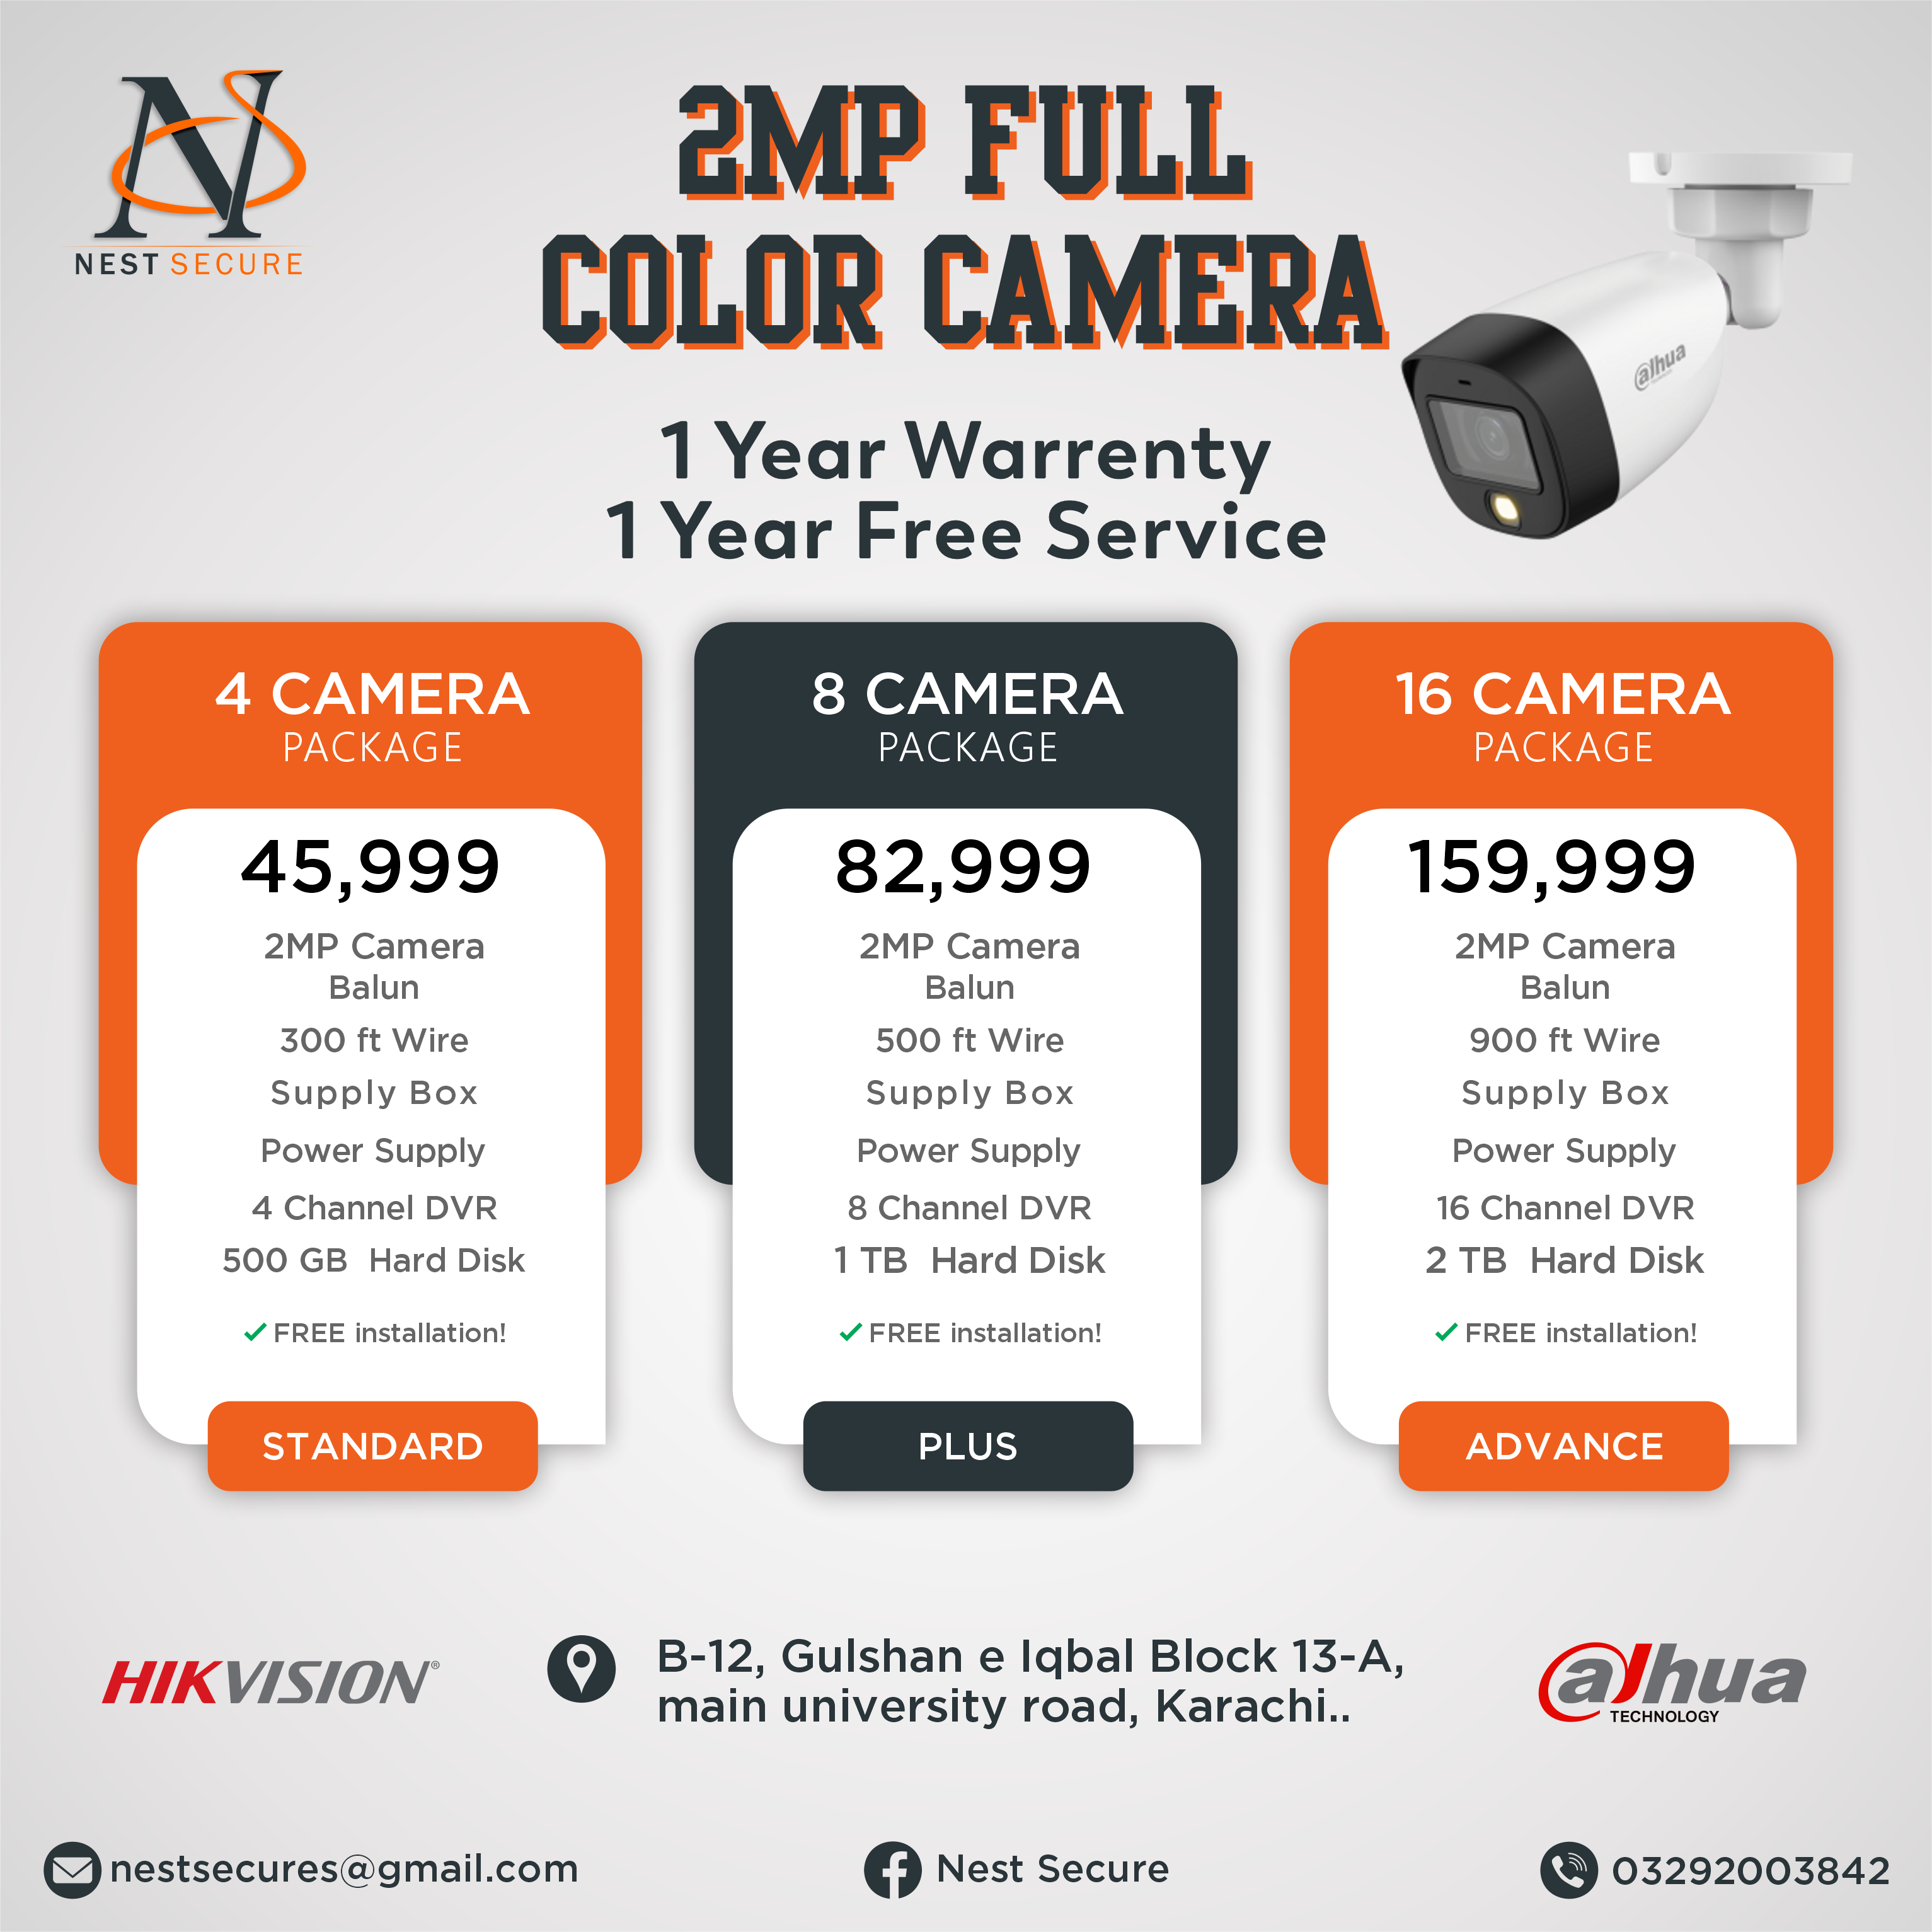 N
NEST SECURE
2MP FULL
COLOR CAMERA
alhua
1 Year Warrenty
1 Year Free Service
4 CAMERA
PACKAGE
45,999
2MP Camera
Balun
300 ft Wire
Supply Box
Power Supply
4 Channel DVR
500 GB Hard Disk
FREE installation!
STANDARD
8 CAMERA
PACKAGE
82,999
2MP Camera
Balun
500 ft Wire
Supply Box
Power Supply
8 Channel DVR
1 TB Hard Disk
FREE installation!
PLUS
16 CAMERA
PACKAGE
159,999
2MP Camera
Balun
900 ft Wire
Supply Box
Power Supply
16 Channel DVR
2 TB Hard Disk
FREE installation!
ADVANCE
HIKVISION®
B-12, Gulshan e Iqbal Block 13-A,
main university road, Karachi..
alhua
TECHNOLOGY
nestsecures@gmail.com
Nest Secure
03292003842